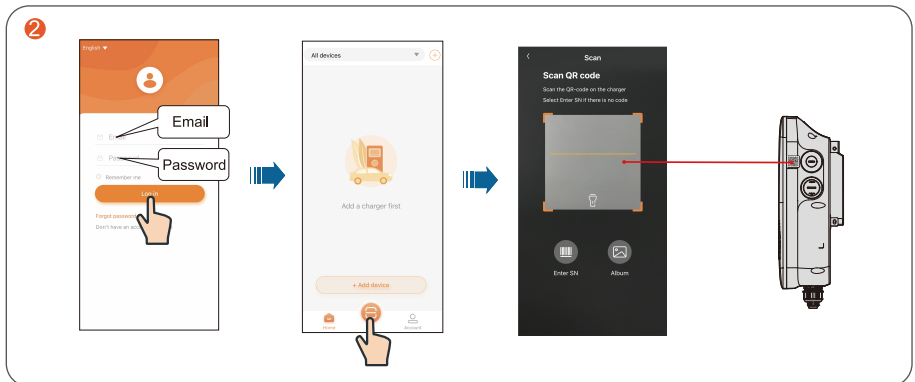 2
English
Email
Password
Remember me
Log in
Forgot password
Don't have an
All devices
Add a charger first
+ Add device
Home
Account
Scan
Scan QR code
Scan the QR-code on the charger
Select Enter SN if there is no code
Enter SN
Album